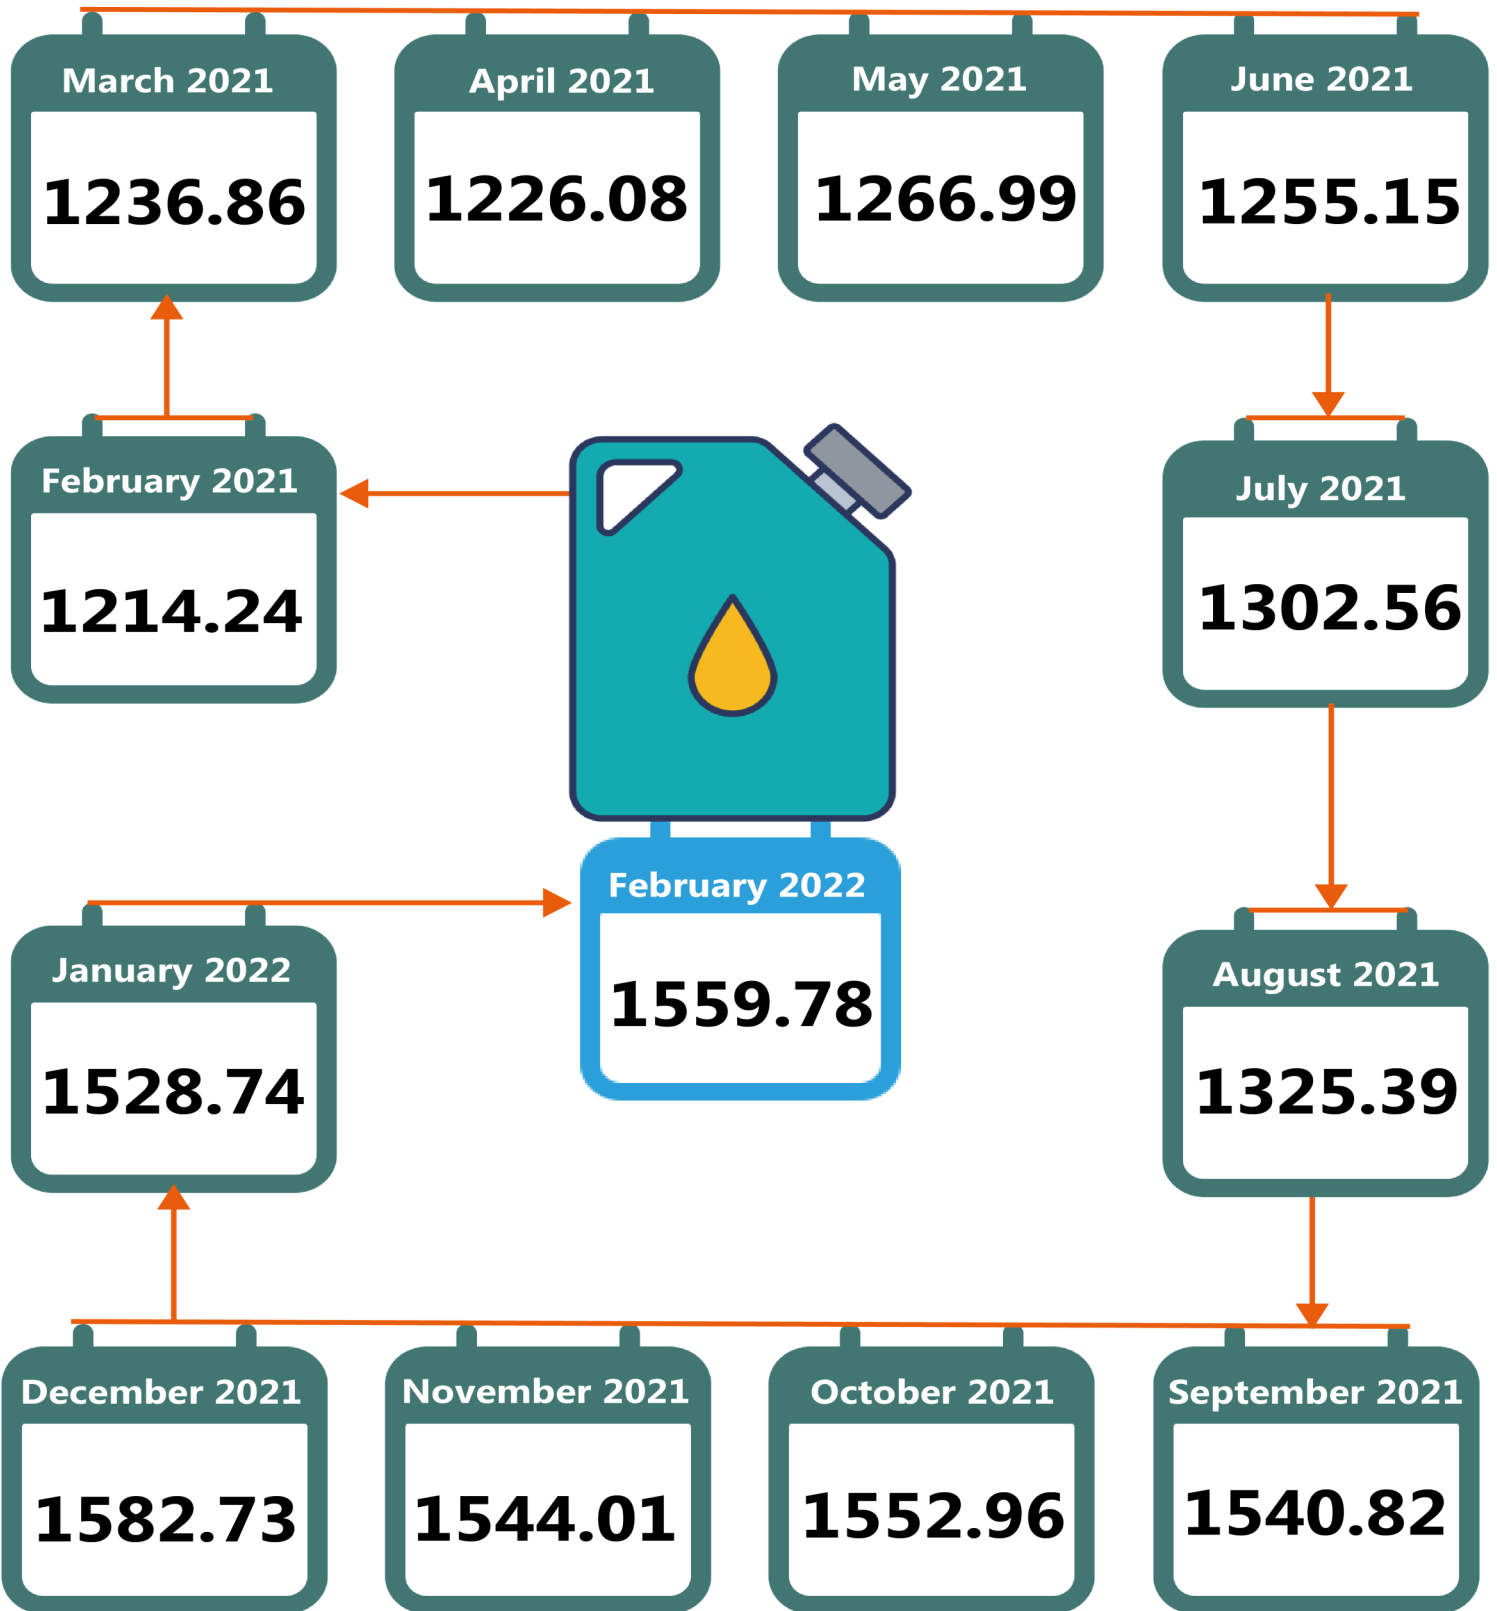 March 2021
1236.86
April 2021
1226.08
May 2021
1266.99
June 2021
1255.15
February 2021
1214.24
July 2021
1302.56
February 2022
1559.78
January 2022
1528.74
August 2021
1325.39
December 2021
1582.73
November 2021
1544.01
October 2021
1552.96
September 2021
1540.82